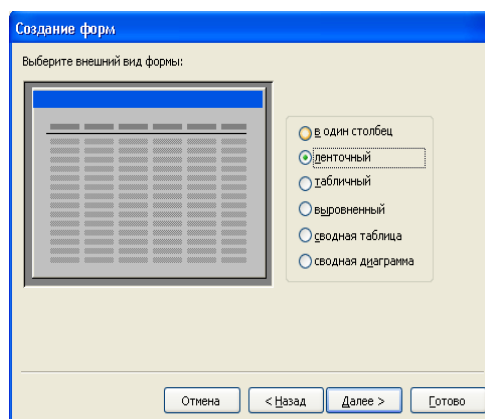 Создание форм
Выберите внешний вид формы:
в один столбец
ленточный
табличный
выровненный
сводная таблица
сводная диаграмма
Отмена
< Назад
Далее >
Готово